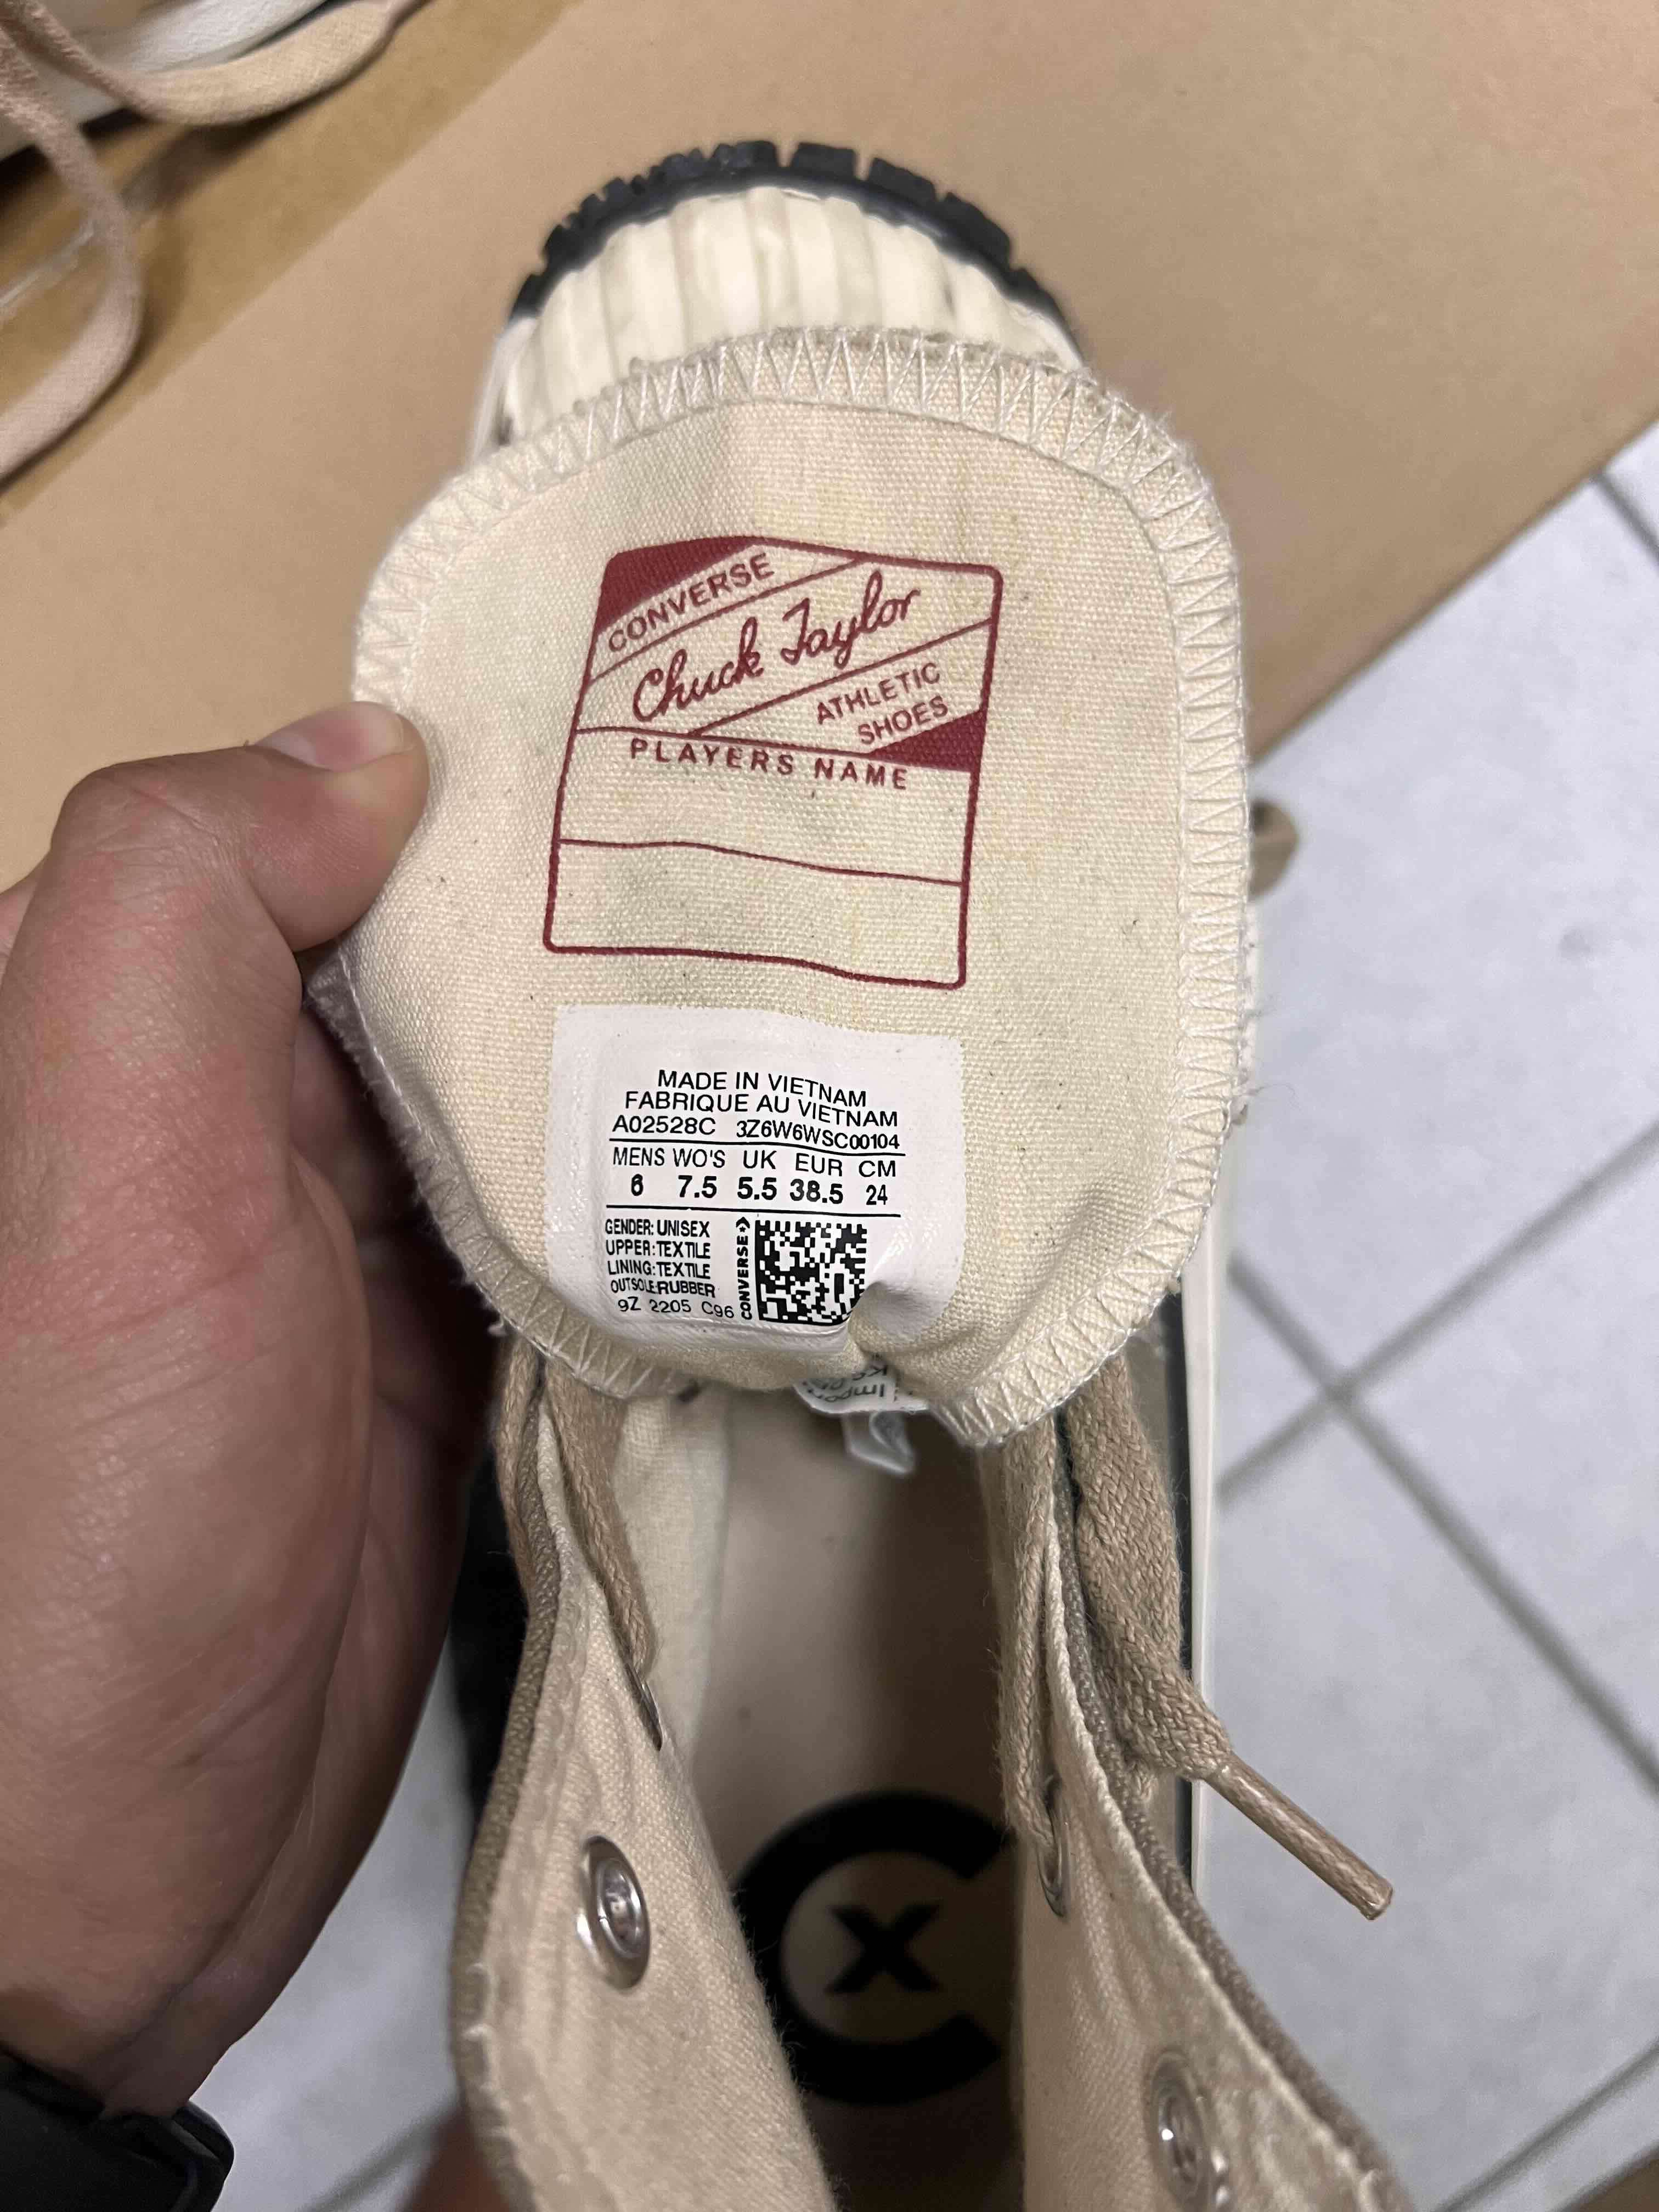 CONVERSE
Chuck Taylor
ATHLETIC
SHOES
PLAYERS NAME
MADE IN VIETNAM
FABRIQUE AU VIETNAM
A02528C 3Z6W6WSC00104
MENS WO'S UK EUR CM
6 7.5 5.5 38.5 24
GENDER: UNISEX
UPPER: TEXTILE
LINING: TEXTILE
OUTSOLE: RUBBER
9Z 2205 C96
CONVERSE
CX